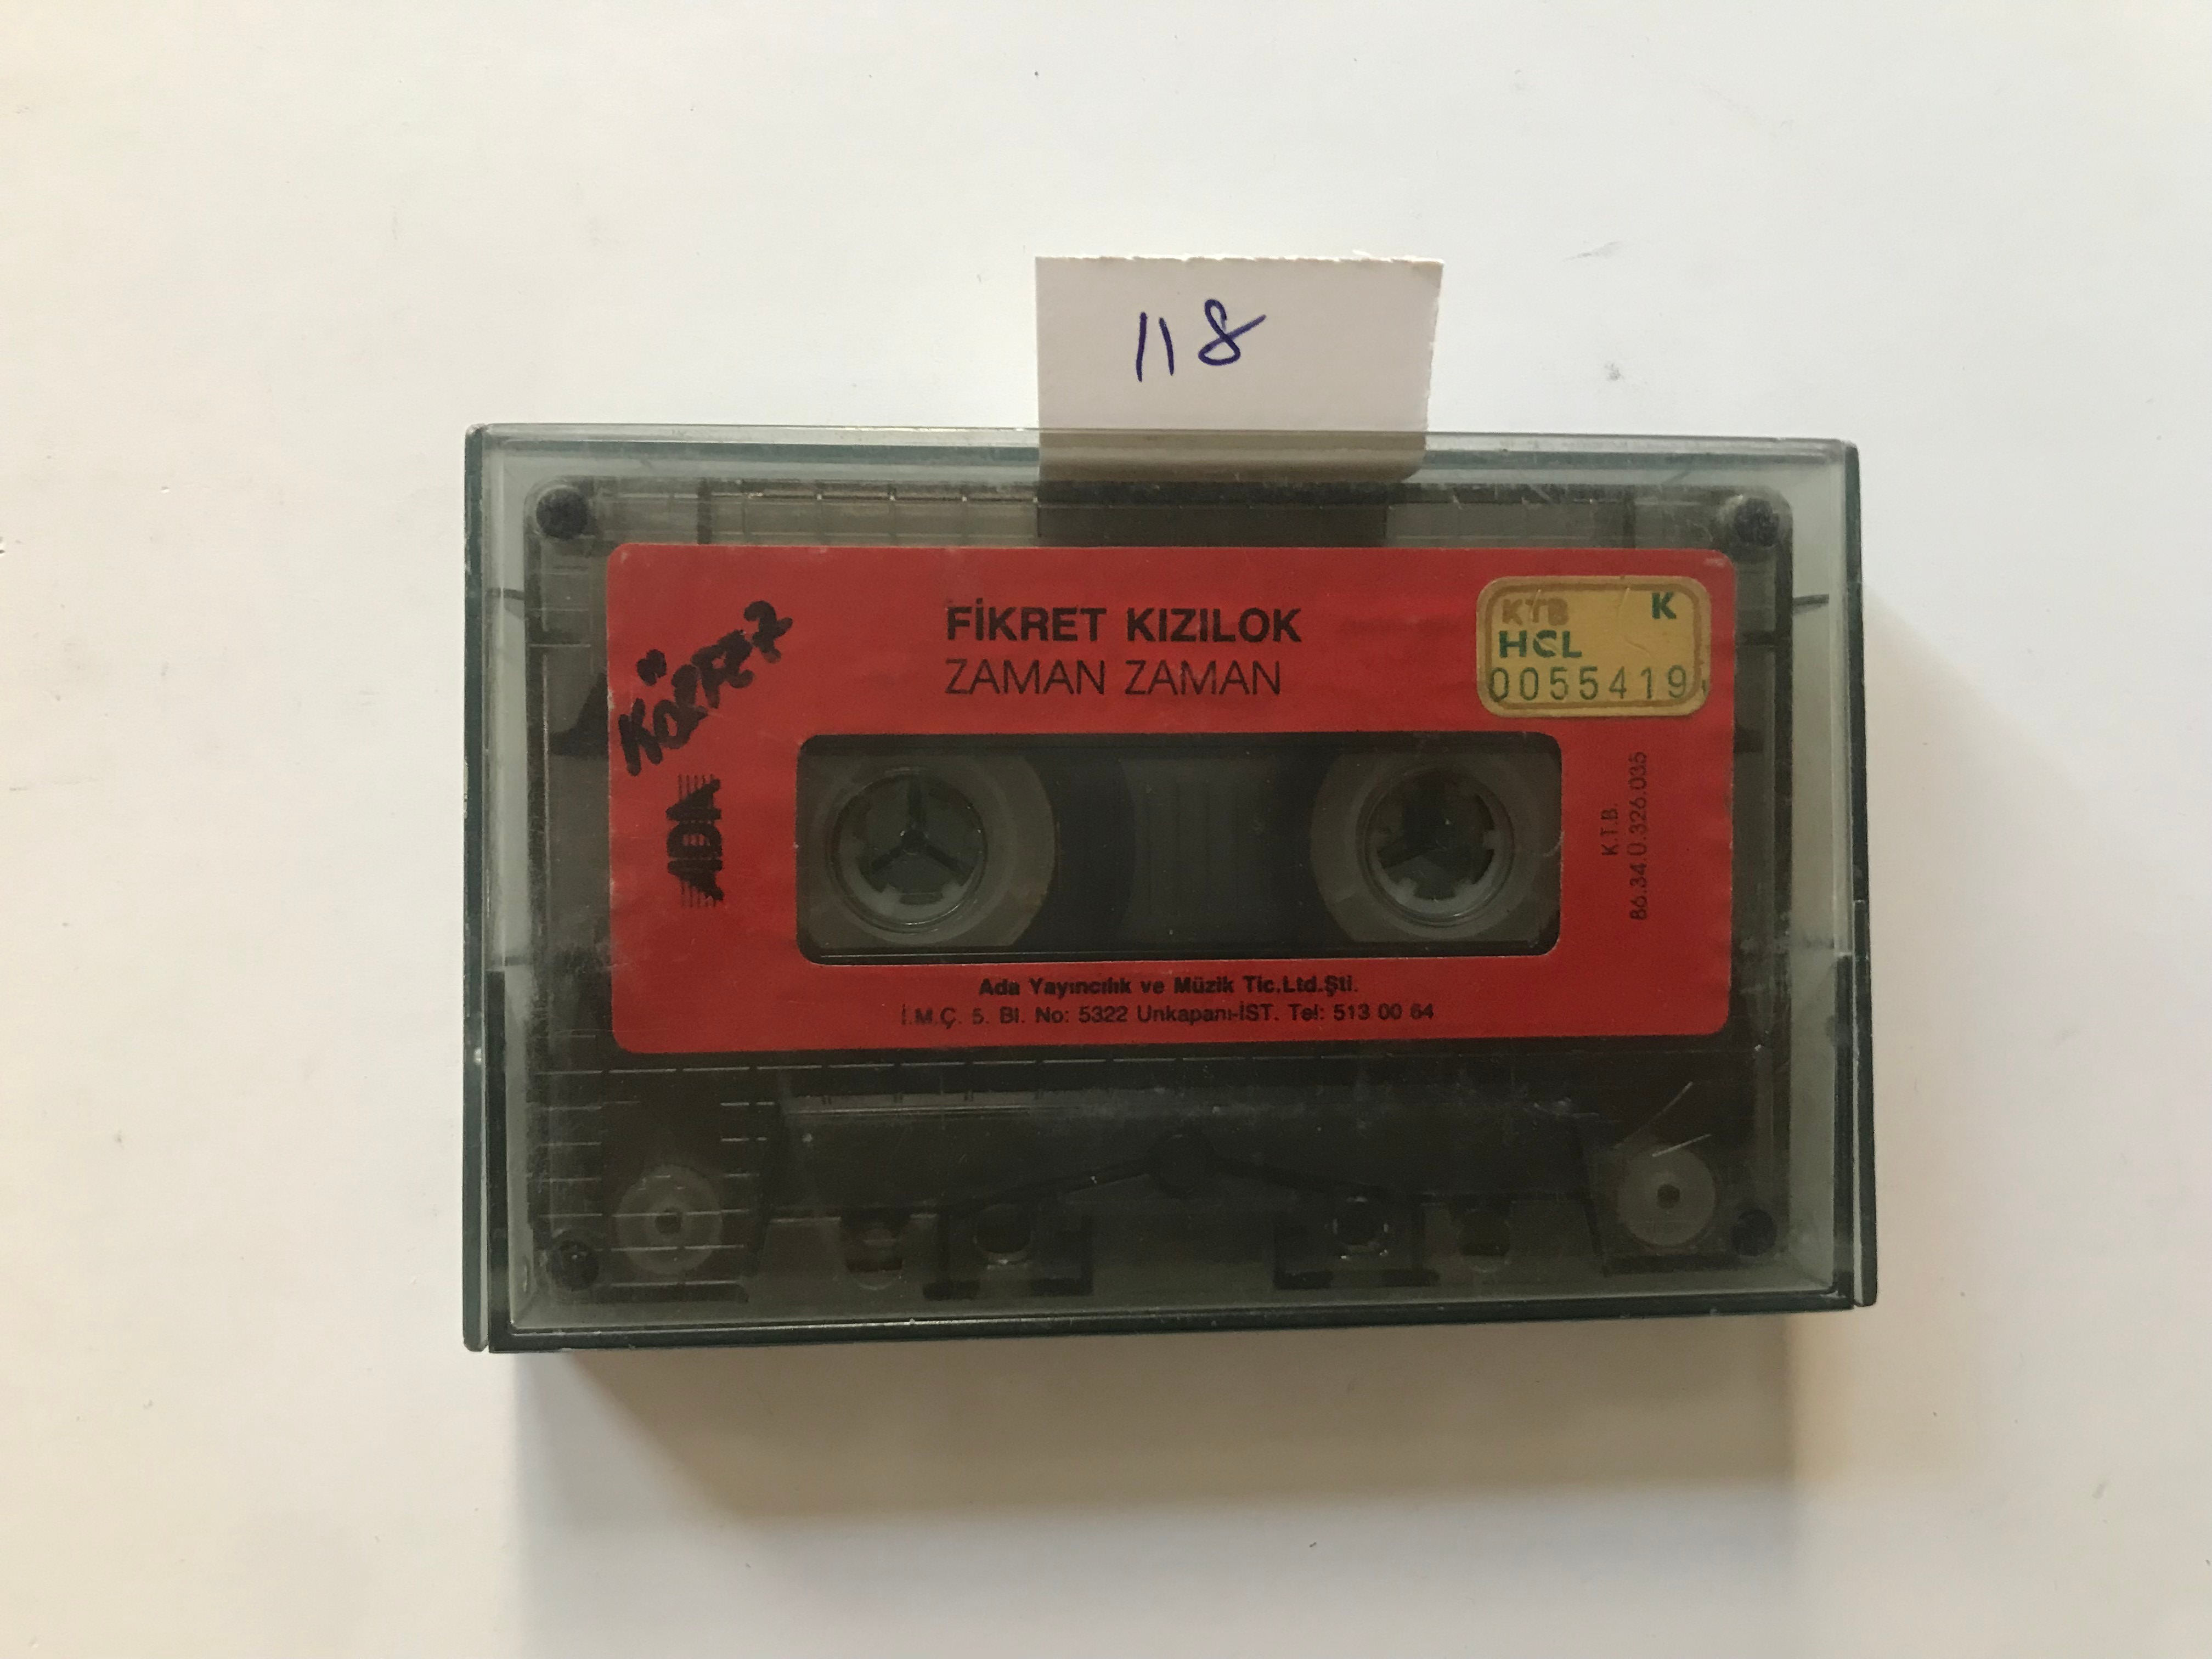 118
FİKRET KIZILOK
ZAMAN ZAMAN
KTB K
HCL
0055419
KÖRFEZ
ADA
K.T.B.
86.34.0.326.035
Ada Yayıncılık ve Müzik Tic.Ltd.Şti.
İ.M.Ç. 5. Bl. No: 5322 Unkapanı-İST. Tel: 513 00 64